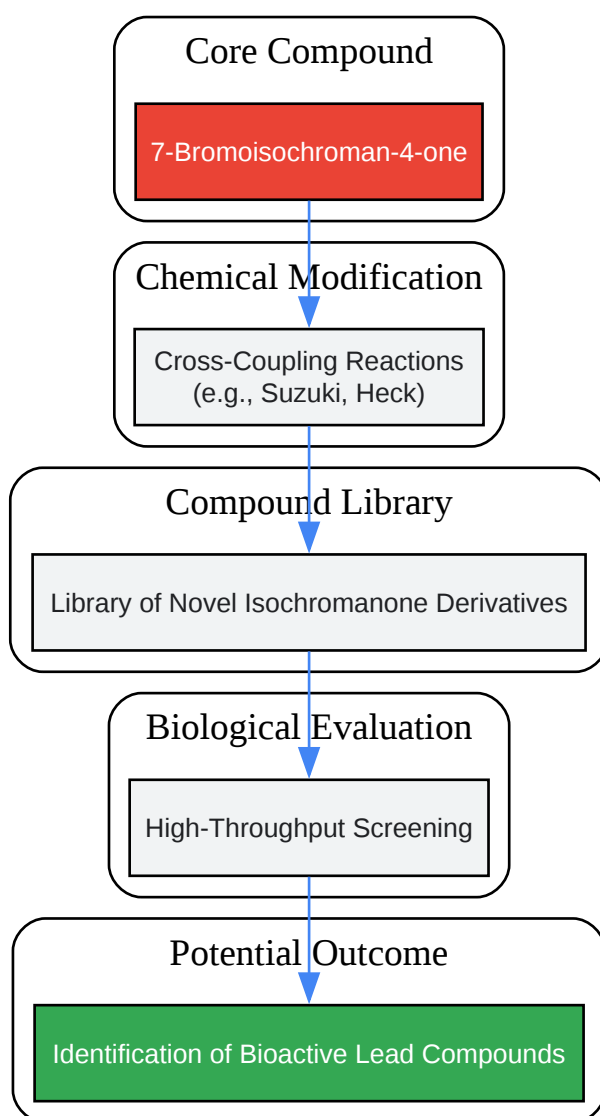 Core Compound
7-Bromoisochroman-4-one
Chemical Modification
Cross-Coupling Reactions
(e.g., Suzuki, Heck)
Compound Library
Library of Novel Isochromanone Derivatives
Biological Evaluation
High-Throughput Screening
Potential Outcome
Identification of Bioactive Lead Compounds